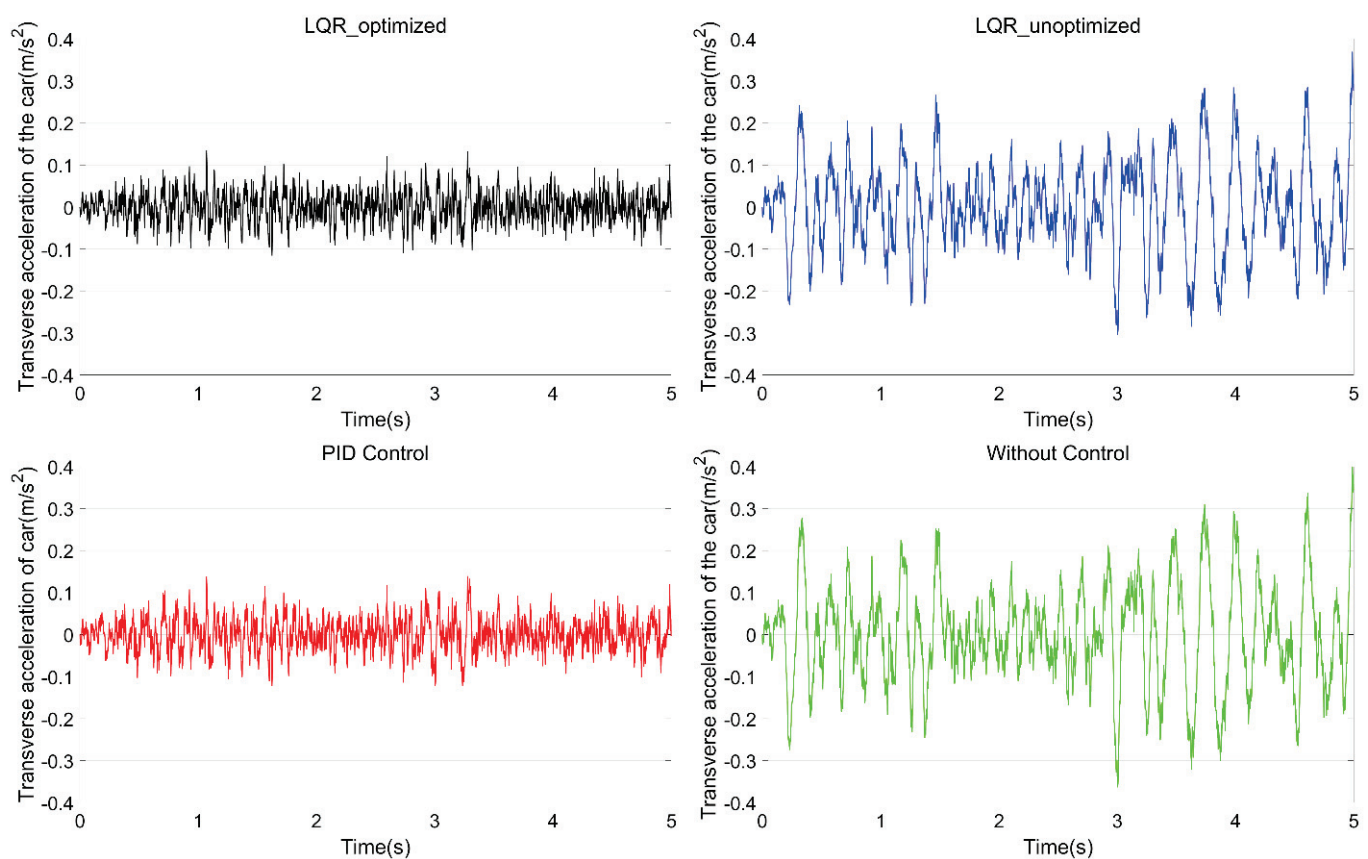 LQR_optimized
Transverse acceleration of the car(m/s²)
0.4
0.3
0.2
0.1
0
-0.1
-0.2
-0.3
-0.4
0 1 2 3 4 5
Time(s)
LQR_unoptimized
Transverse acceleration of the car(m/s²)
0.4
0.3
0.2
0.1
0
-0.1
-0.2
-0.3
-0.4
0 1 2 3 4 5
Time(s)
PID Control
Transverse acceleration of car(m/s²)
0.4
0.3
0.2
0.1
0
-0.1
-0.2
-0.3
-0.4
0 1 2 3 4 5
Time(s)
Without Control
Transverse acceleration of the car(m/s²)
0.4
0.3
0.2
0.1
0
-0.1
-0.2
-0.3
-0.4
0 1 2 3 4 5
Time(s)